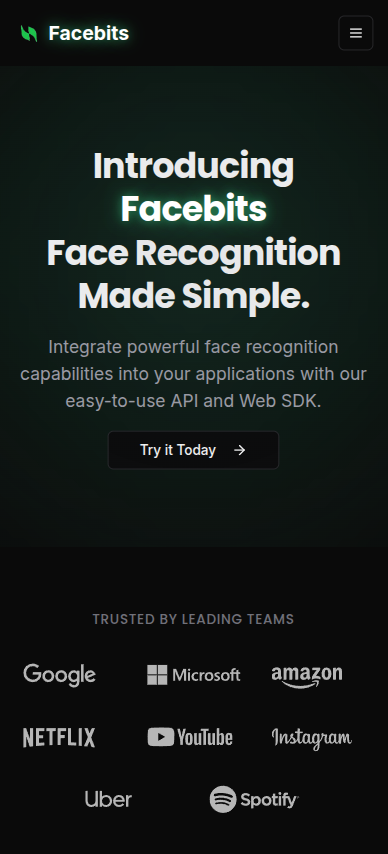 Facebits
Introducing
Facebits
Face Recognition
Made Simple.
Integrate powerful face recognition
capabilities into your applications with our
easy-to-use API and Web SDK.
Try it Today
TRUSTED BY LEADING TEAMS
Google Microsoft amazon
NETFLIX YouTube Instagram
Uber Spotify